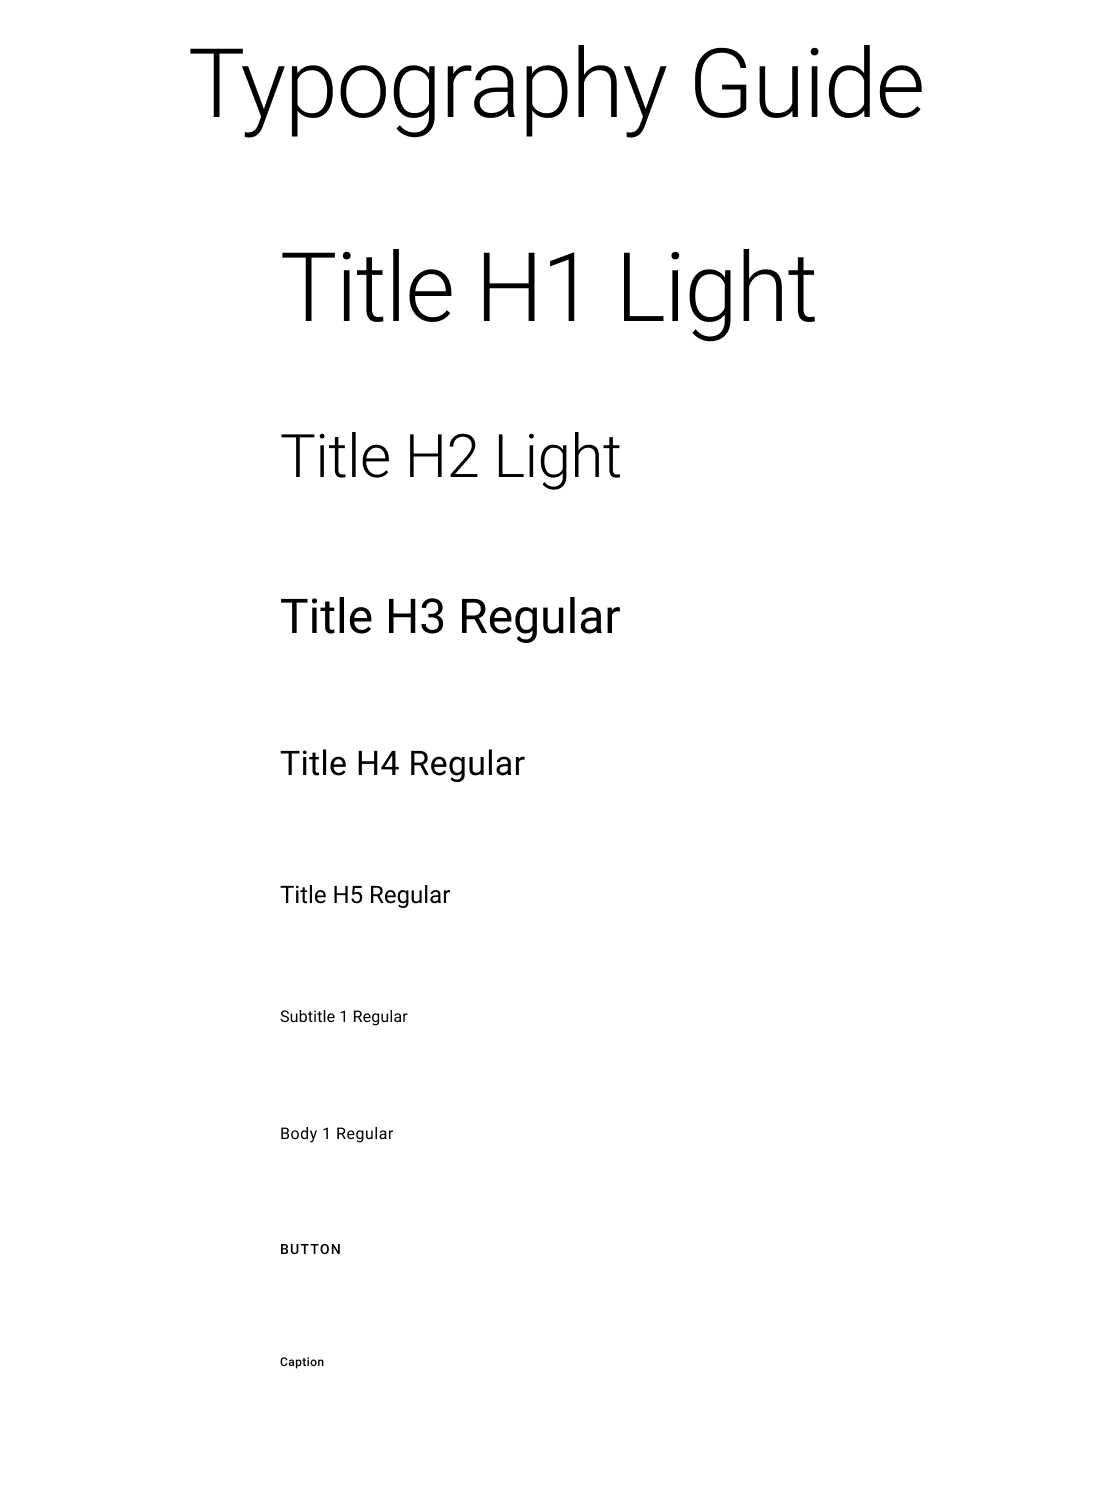 Typography Guide
Title H1 Light
Title H2 Light
Title H3 Regular
Title H4 Regular
Title H5 Regular
Subtitle 1 Regular
Body 1 Regular
BUTTON
Caption